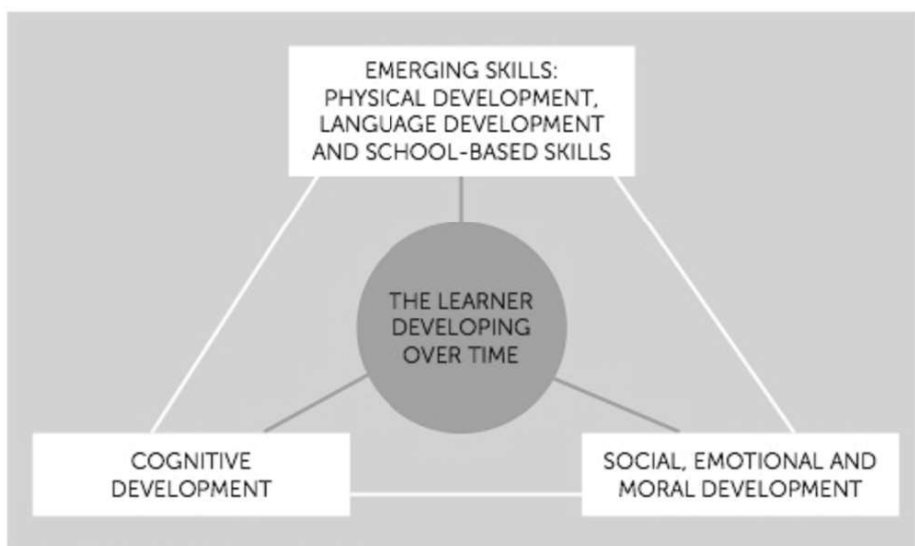 EMERGING SKILLS:
PHYSICAL DEVELOPMENT,
LANGUAGE DEVELOPMENT
AND SCHOOL-BASED SKILLS
THE LEARNER
DEVELOPING
OVER TIME
COGNITIVE
DEVELOPMENT
SOCIAL, EMOTIONAL AND
MORAL DEVELOPMENT